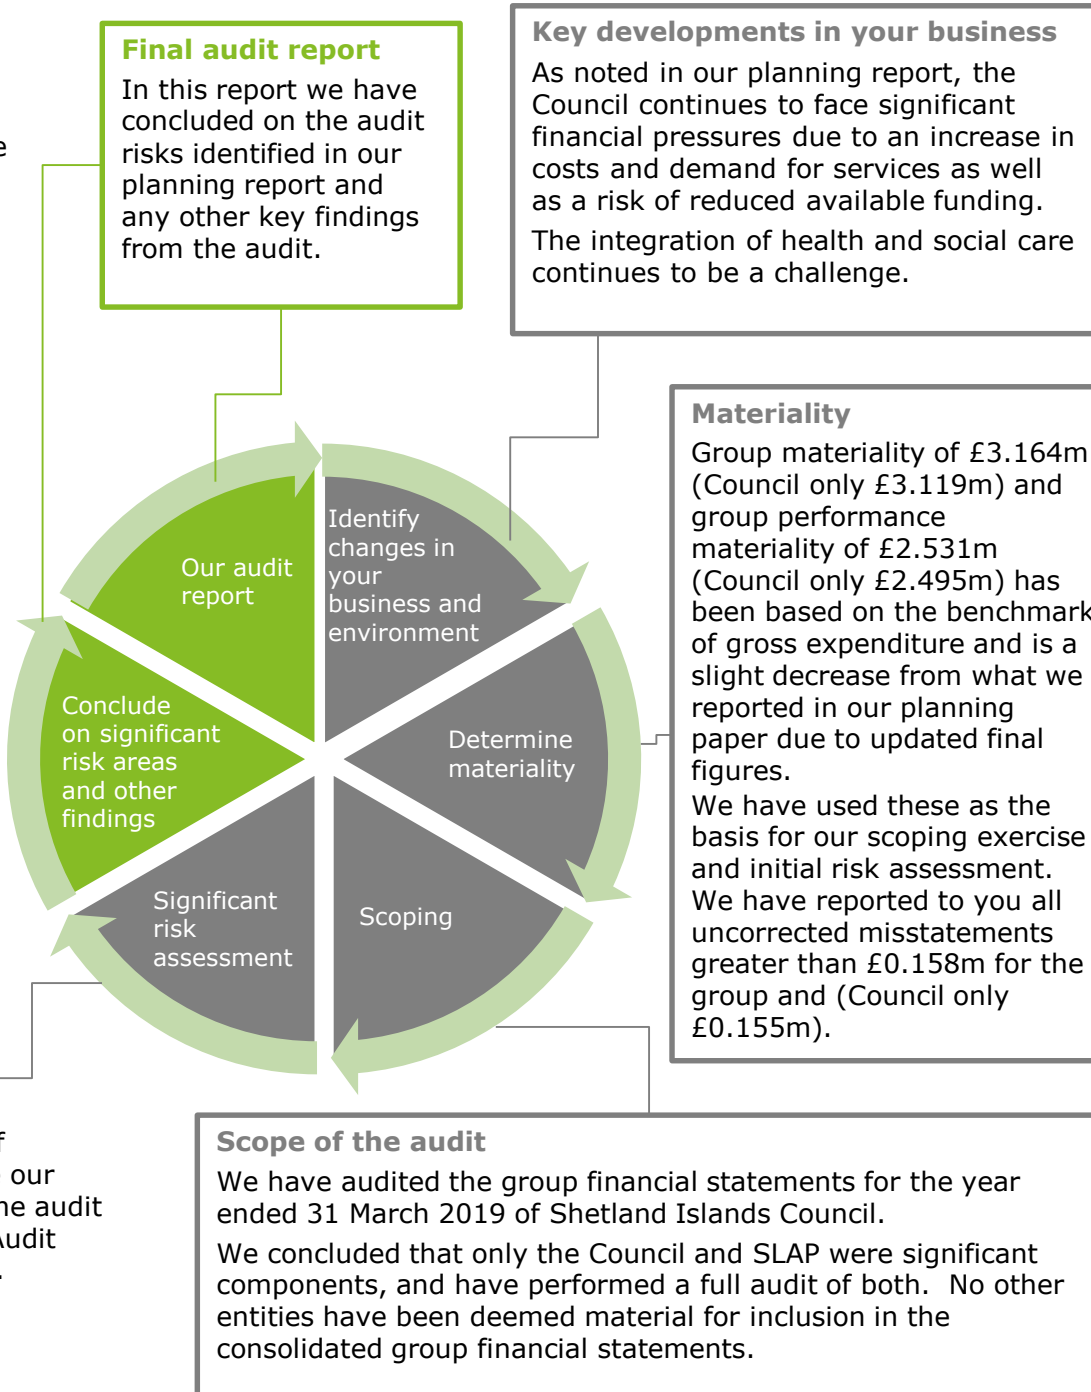 Final audit report
In this report we have
concluded on the audit
risks identified in our
planning report and
any other key findings
from the audit.
Key developments in your business
As noted in our planning report, the
Council continues to face significant
financial pressures due to an increase in
costs and demand for services as well
as a risk of reduced available funding.
The integration of health and social care
continues to be a challenge.
Materiality
Group materiality of £3.164m
(Council only £3.119m) and
group performance
materiality of £2.531m
(Council only £2.495m) has
been based on the benchmark
of gross expenditure and is a
slight decrease from what we
reported in our planning
paper due to updated final
figures.
We have used these as the
basis for our scoping exercise
and initial risk assessment.
We have reported to you all
uncorrected misstatements
greater than £0.158m for the
group and (Council only
£0.155m).
Identify
changes in
your
business and
environment
Determine
materiality
Scoping
Significant
risk
assessment
Conclude
on significant
risk areas
and other
findings
Our audit
report
our
audit
Scope of the audit
We have audited the group financial statements for the year
ended 31 March 2019 of Shetland Islands Council.
We concluded that only the Council and SLAP were significant
components, and have performed a full audit of both. No other
entities have been deemed material for inclusion in the
consolidated group financial statements.